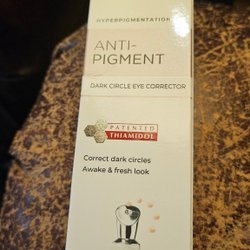 HYPERPIGMENTATION
ANTI-
PIGMENT
DARK CIRCLE EYE CORRECTOR
PATENTED
THIAMIDOL
Correct dark circles
Awake & fresh look